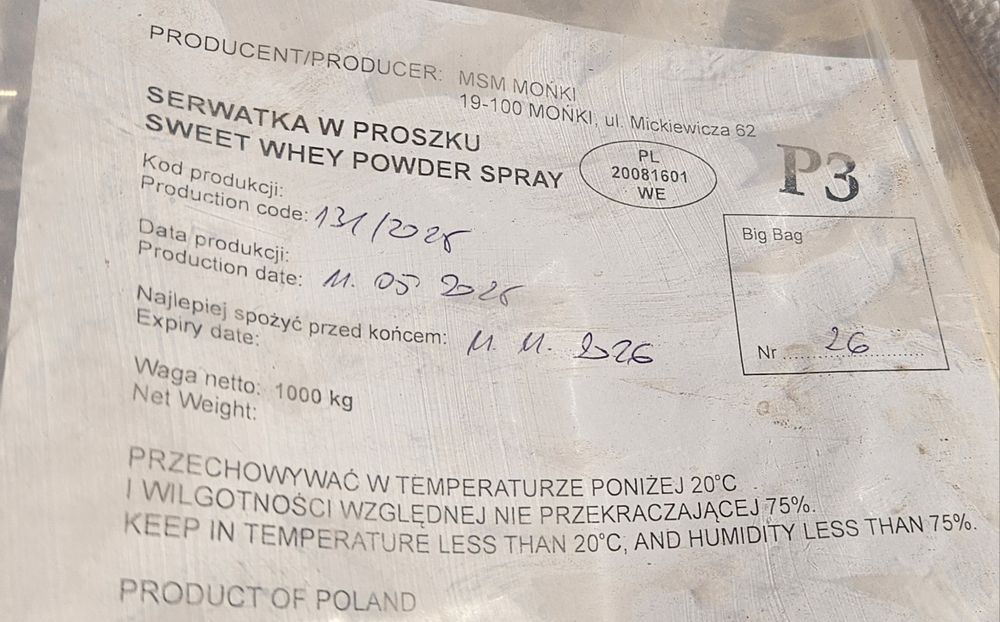 PRODUCENT/PRODUCER: MSM MOŃKI
19-100 MOŃKI, ul. Mickiewicza 62
SERWATKA W PROSZKU
SWEET WHEY POWDER SPRAY
PL
20081601
WE
P3
Kod produkcji:
Production code: 131/2025
Data produkcji:
Production date: 11. 05 2025
Najlepiej spożyć przed końcem: 11. 11. 2026
Expiry date:
Big Bag
Nr 26
Waga netto: 1000 kg
Net Weight:
PRZECHOWYWAĆ W TEMPERATURZE PONIŻEJ 20°C
I WILGOTNOŚCI WZGLĘDNEJ NIE PRZEKRACZAJĄCEJ 75%.
KEEP IN TEMPERATURE LESS THAN 20°C, AND HUMIDITY LESS THAN 75%.
PRODUCT OF POLAND